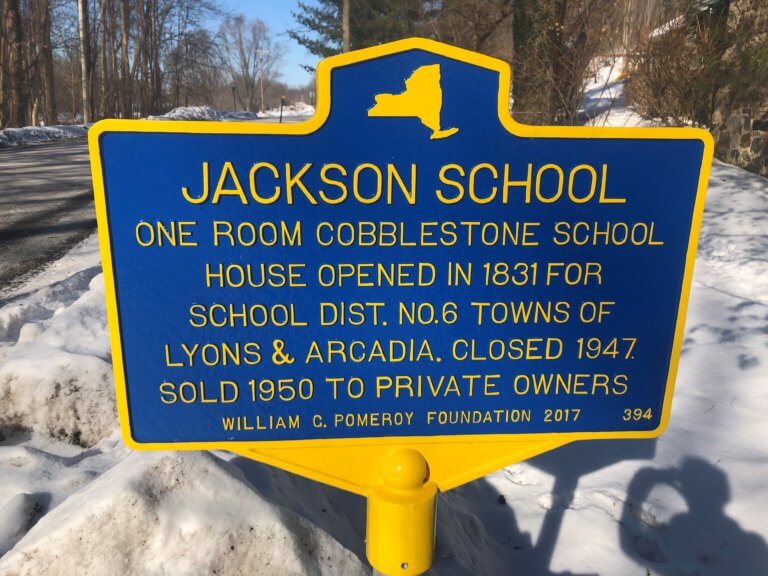 JACKSON SCHOOL
ONE ROOM COBBLESTONE SCHOOL
HOUSE OPENED IN 1831 FOR
SCHOOL DIST. NO.6 TOWNS OF
LYONS & ARCADIA. CLOSED 1947.
SOLD 1950 TO PRIVATE OWNERS
WILLIAM G. POMEROY FOUNDATION 2017 394